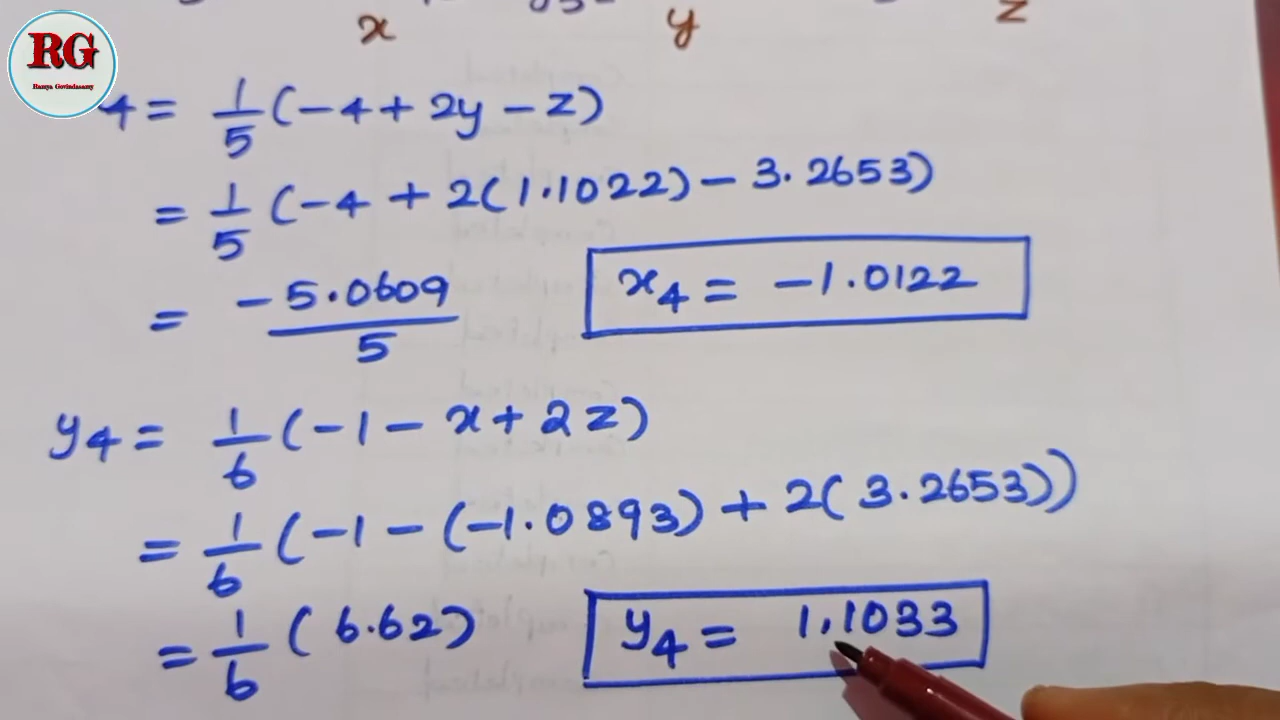 x y z
RG
Ramya Govindasamy
4 = 1/5 (-4 + 2y - z)
= 1/5 (-4 + 2(1.1022) - 3.2653)
= -5.0609/5
x₄ = -1.0122
y₄ = 1/6 (-1 - x + 2z)
= 1/6 (-1 - (-1.0893) + 2(3.2653))
= 1/6 (6.62)
y₄ = 1.1033